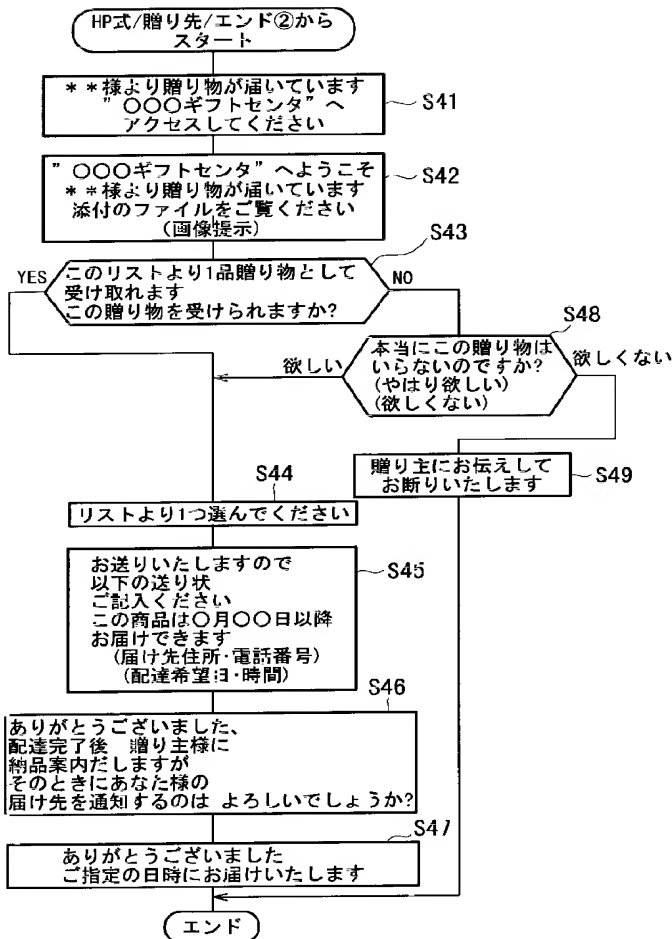 HP式/贈り先/エンド②から
スタート
**様より贈り物が届いています
”○○○ギフトセンタ”へ
アクセスしてください
S41
”○○○ギフトセンタ”へようこそ
**様より贈り物が届いています
添付のファイルをご覧ください
(画像提示)
S42
S43
YES
このリストより1品贈り物として
受け取れます
この贈り物を受けられますか?
NO
S48
本当にこの贈り物は
いらないのですか?
(やはり欲しい)
(欲しくない)
欲しい
欲しくない
贈り主にお伝えして
お断りいたします
S49
S44
リストより1つ選んでください
お送りいたしますので
以下の送り状
ご記入ください
この商品は○月○○日以降
お届けできます
(届け先住所・電話番号)
(配達希望日・時間)
S45
S46
ありがとうございました、
配達完了後 贈り主様に
納品案内だしますが
そのときにあなた様の
届け先を通知するのは よろしいでしょうか?
S47
ありがとうございました
ご指定の日時にお届けいたします
エンド